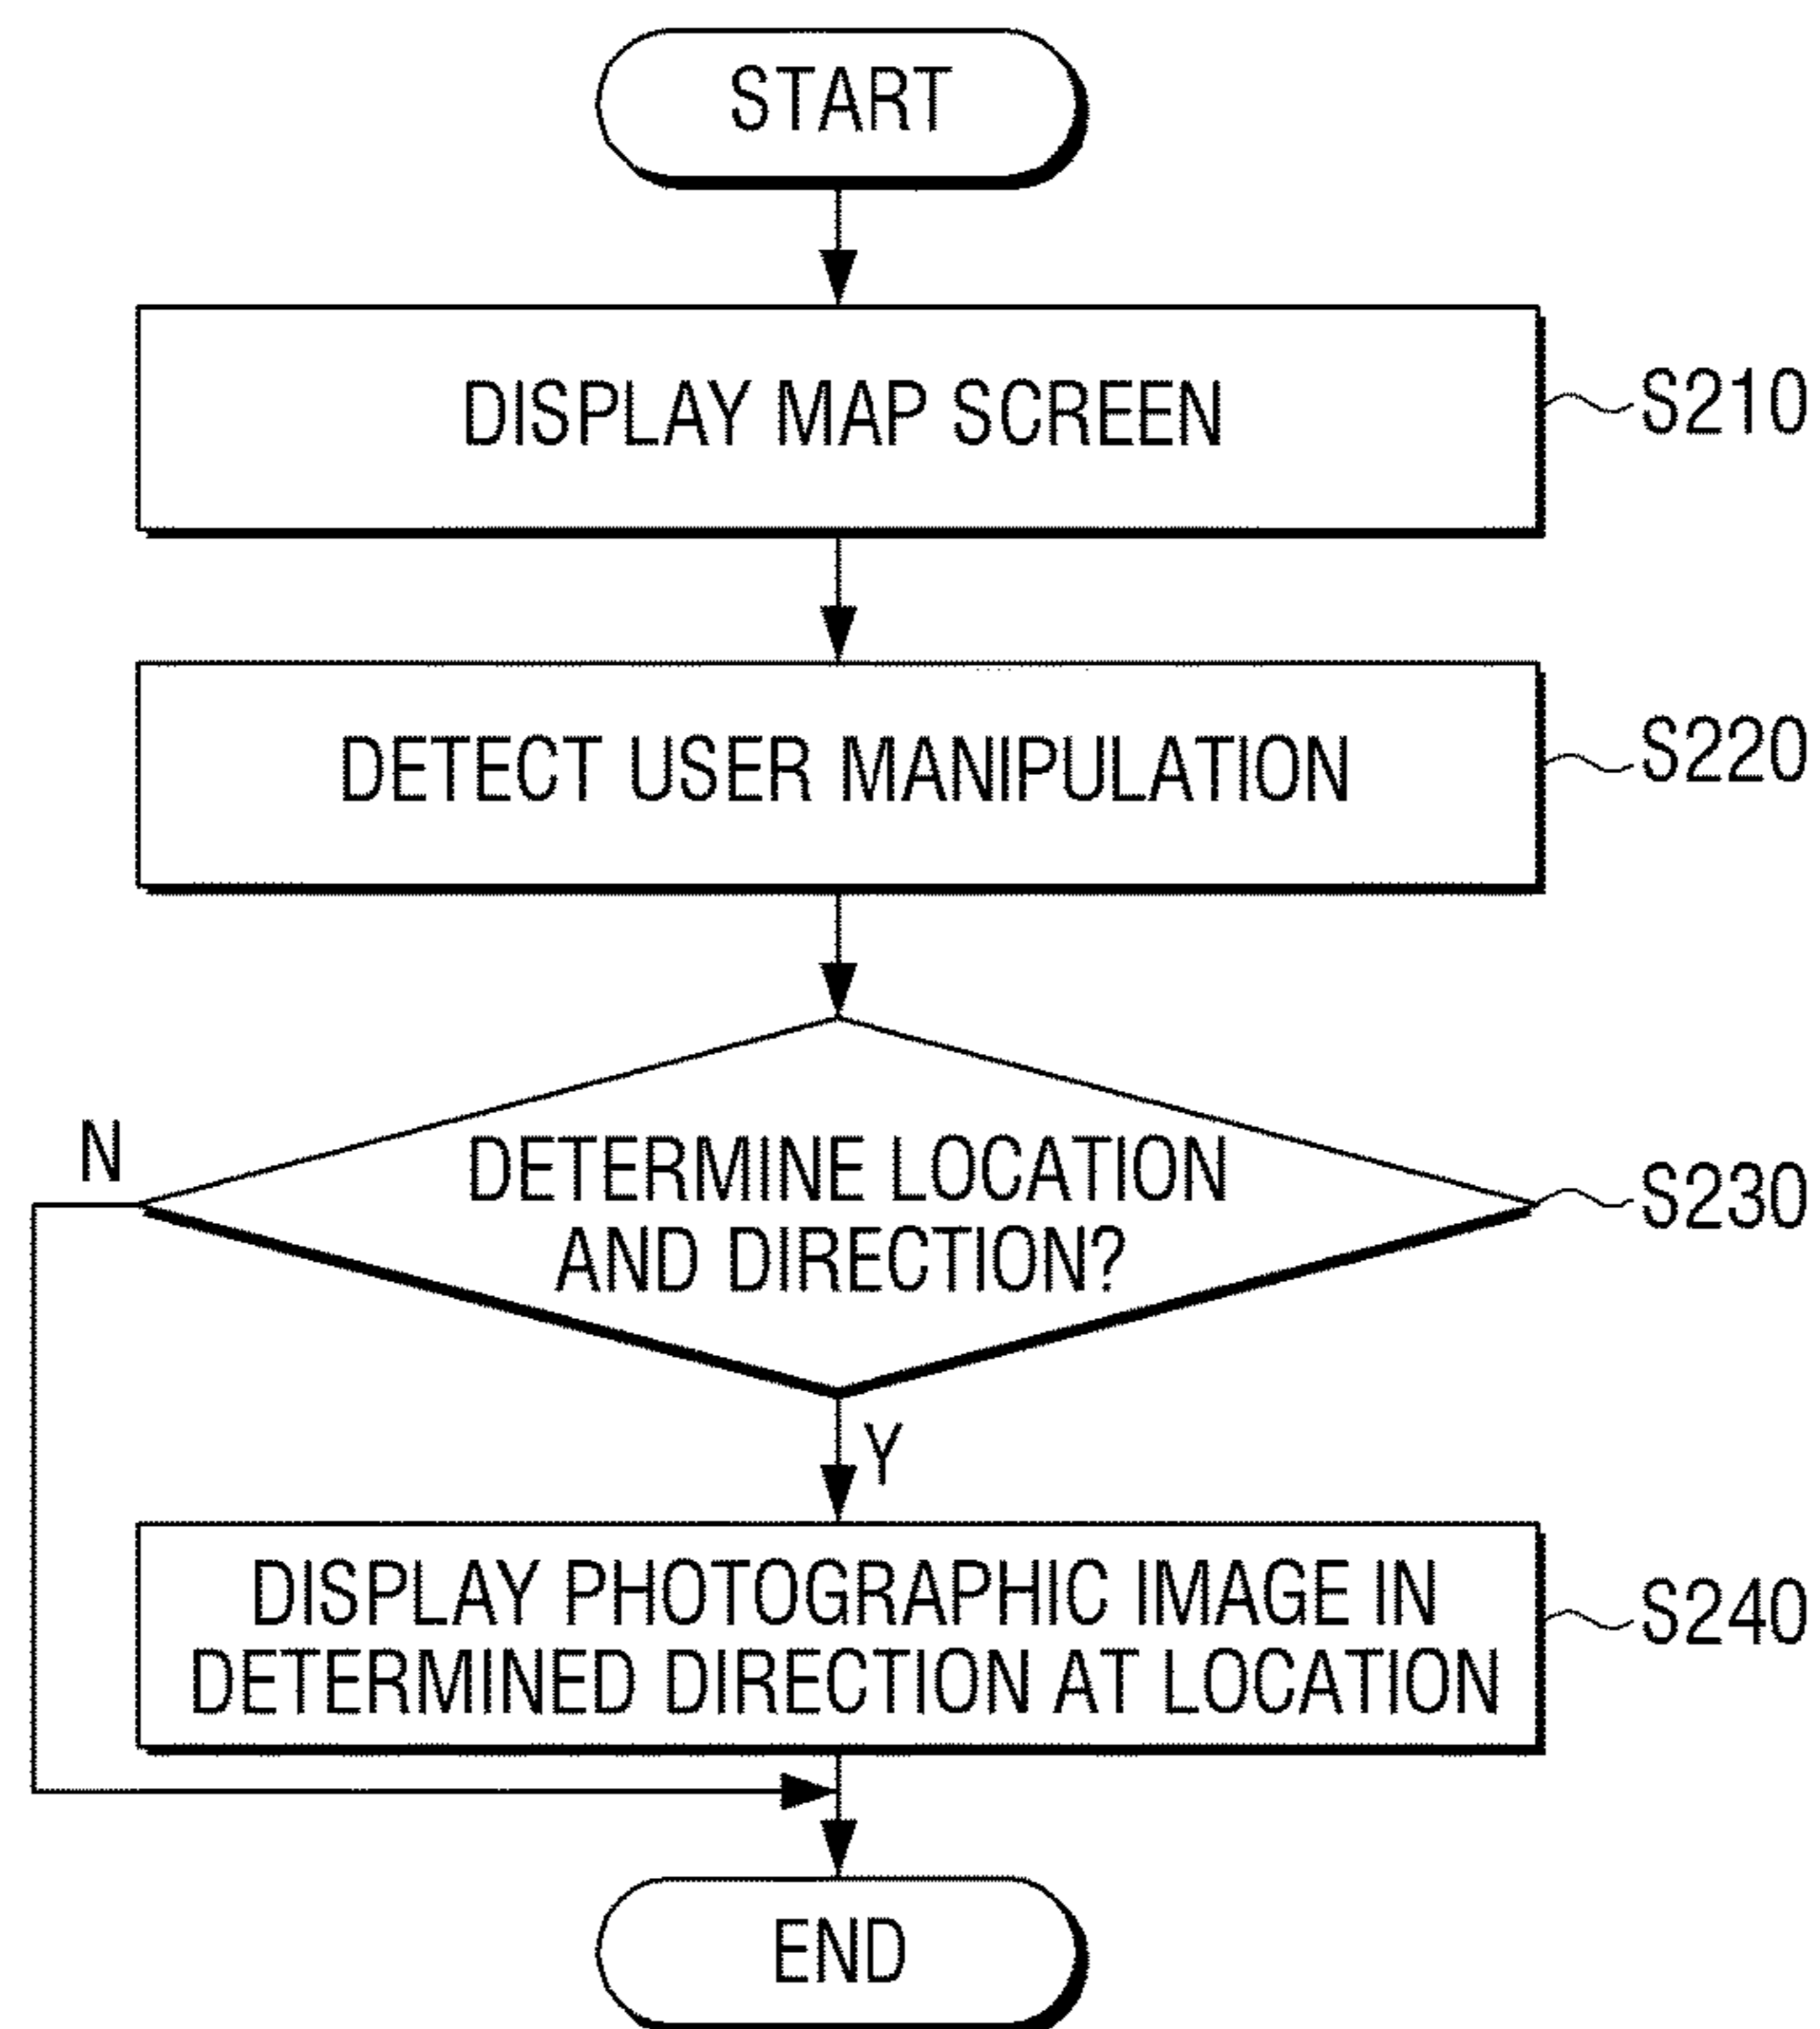 START
DISPLAY MAP SCREEN
S210
DETECT USER MANIPULATION
S220
N
DETERMINE LOCATION
AND DIRECTION?
S230
Y
DISPLAY PHOTOGRAPHIC IMAGE IN
DETERMINED DIRECTION AT LOCATION
S240
END